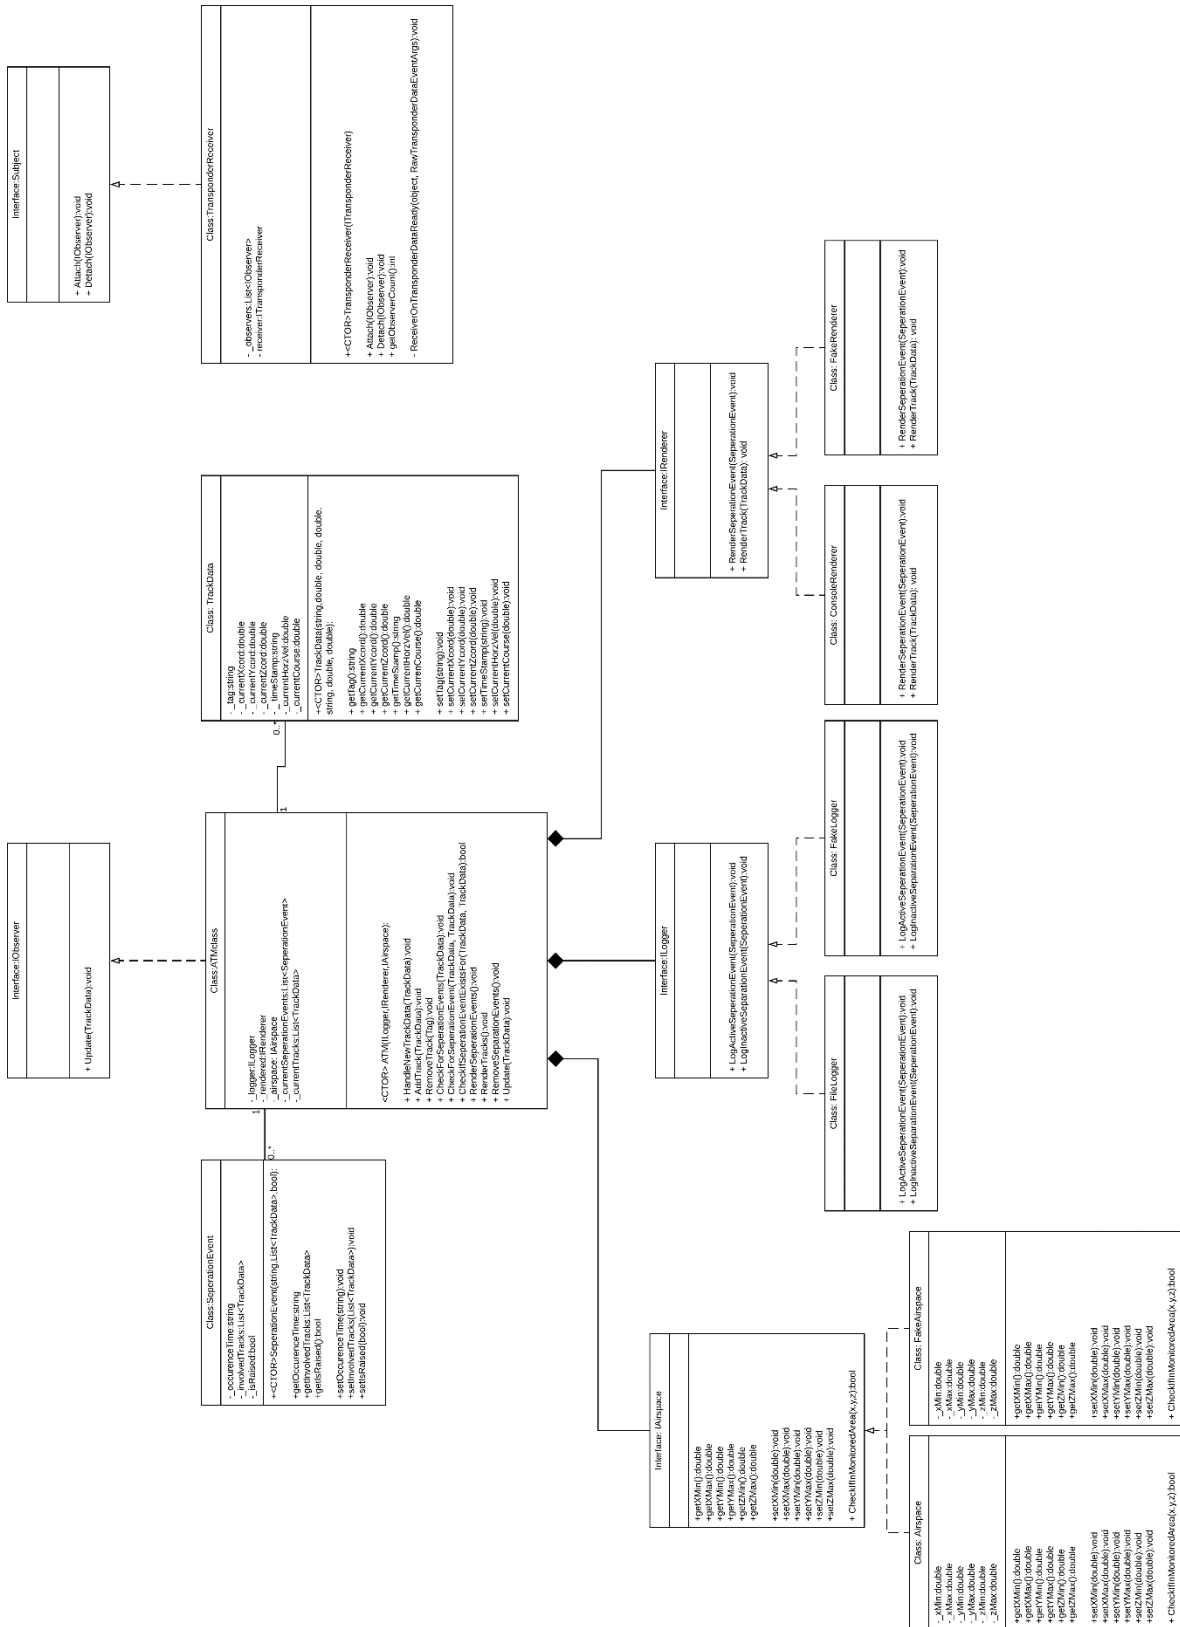 Interface:Subject
+ Attach(IObserver):void
+ Detach(IObserver):void
Class:TransponderReceiver
- _observers:List<IObserver>
- receiver:ITransponderReceiver
+<CTOR>TransponderReceiver(ITransponderReceiver)
+ Attach(IObserver):void
+ Detach(IObserver):void
+ getObserverCount():int
- ReceiverOnTransponderDataReady(object, RawTransponderDataEventArgs):void
Interface:IObserver
+ Update(TrackData):void
Class: TrackData
- _tag:string
- _currentXcord:double
- _currentYcord:double
- _currentZcord:double
- _timeStamp:string
- _currentHorzVel:double
- _currentCourse:double
+<CTOR>TrackData(string,double, double, double,
string, double, double):
+ getTag():string
+ getCurrentXcord():double
+ getCurrentYcord():double
+ getCurrentZcord():double
+ getTimeStamp():string
+ getCurrentHorzVel():double
+ getCurrentCourse():double
+ setTag(string):void
+ setCurrentXcord(double):void
+ setCurrentYcord(double):void
+ setCurrentZcord(double):void
+ setTimeStamp(string):void
+ setCurrentHorzVel(double):void
+ setCurrentCourse(double):void
0..*
1
Class:ATMclass
-_logger:ILogger
-_rendered:IRenderer
-_airspace: IAirspace
-_currentSeperationEvents:List<SeperationEvent>
-_currentTracks:List<TrackData>
<CTOR> ATM(ILogger,IRenderer,IAirspace):
+ HandleNewTrackData(TrackData):void
+ AddTrack(TrackData):void
+ RemoveTrack(Tag):void
+ CheckForSeperationEvents(TrackData):void
+ CheckForSeperationEvent(TrackData, TrackData):void
+ CheckIfSeperationEventExistsFor(TrackData, TrackData):bool
+ RenderSeperationEvents():void
+ RenderTracks():void
+ RemoveSeparationEvents():void
+ Update(TrackData):void
1
0..*
Class:SeperationEvent
-_occurenceTime:string
-_involvedTracks:List<TrackData>
-_isRaised:bool
+<CTOR>SeperationEvent(string,List<TrackData>,bool):
+getOccurenceTime:string
+getInvolvedTracks:List<TrackData>
+getIsRaised():bool
+setOccurenceTime(string):void
+setInvolvedTracks(List<TrackData>):void
+setIsRaised(bool):void
Interface:IRenderer
+ RenderSeperationEvent(SeperationEvent):void
+ RenderTrack(TrackData): void
Class: FakeRenderer
+ RenderSeperationEvent(SeperationEvent):void
+ RenderTrack(TrackData): void
Class: ConsoleRenderer
+ RenderSeperationEvent(SeperationEvent):void
+ RenderTrack(TrackData): void
Interface:ILogger
+ LogActiveSeperationEvent(SeperationEvent):void
+ LogInactiveSeparationEvent(SeperationEvent):void
Class: FakeLogger
+ LogActiveSeperationEvent(SeperationEvent):void
+ LogInactiveSeparationEvent(SeperationEvent):void
Class: FileLogger
+ LogActiveSeperationEvent(SeperationEvent):void
+ LogInactiveSeparationEvent(SeperationEvent):void
Interface: IAirspace
+getXMin():double
+getXMax():double
+getYMin():double
+getYMax():double
+getZMin():double
+getZMax():double
+setXMin(double):void
+setXMax(double):void
+setYMin(double):void
+setYMax(double):void
+setZMin(double):void
+setZMax(double):void
+ CheckIfInMonitoredArea(x,y,z):bool
Class: FakeAirspace
-_xMin:double
-_xMax:double
-_yMin:double
-_yMax:double
-_zMin:double
-_zMax:double
+getXMin():double
+getXMax():double
+getYMin():double
+getYMax():double
+getZMin():double
+getZMax():double
+setXMin(double):void
+setXMax(double):void
+setYMin(double):void
+setYMax(double):void
+setZMin(double):void
+setZMax(double):void
+ CheckIfInMonitoredArea(x,y,z):bool
Class: Airspace
-_xMin:double
-_xMax:double
-_yMin:double
-_yMax:double
-_zMin:double
-_zMax:double
+getXMin():double
+getXMax():double
+getYMin():double
+getYMax():double
+getZMin():double
+getZMax():double
+setXMin(double):void
+setXMax(double):void
+setYMin(double):void
+setYMax(double):void
+setZMin(double):void
+setZMax(double):void
+ CheckIfInMonitoredArea(x,y,z):bool